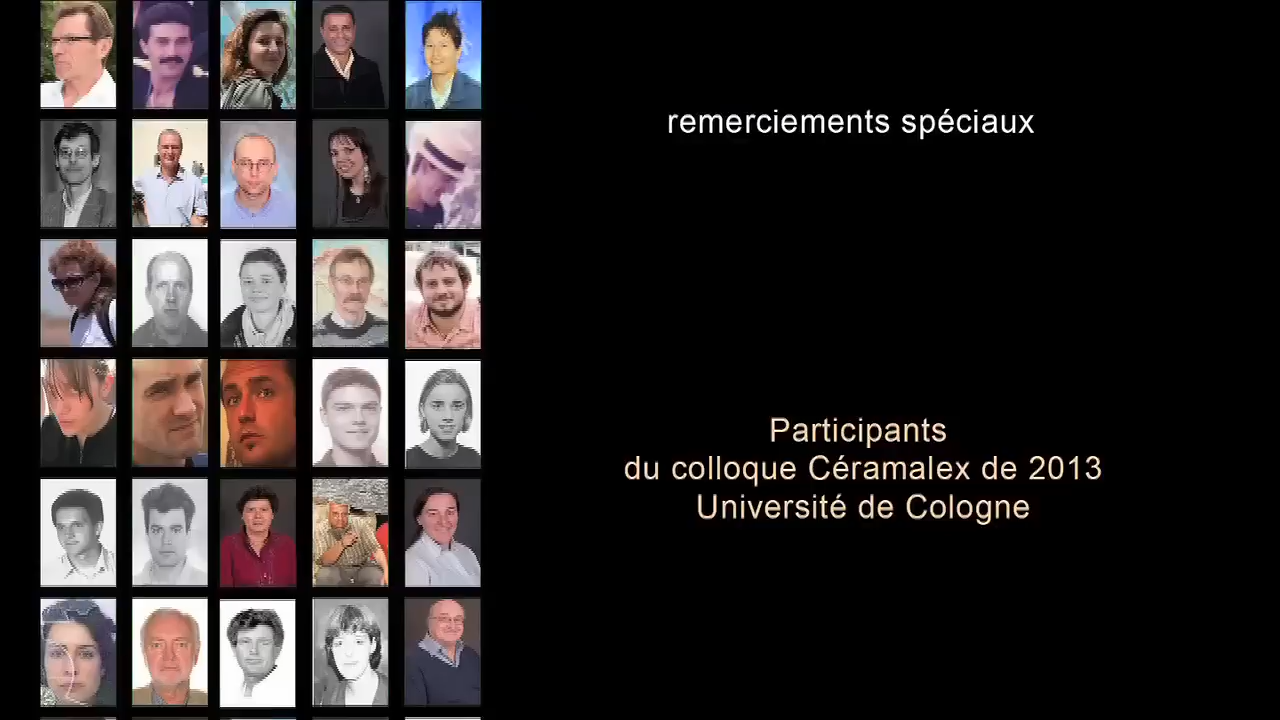 remerciements spéciaux
Participants
du colloque Céramalex de 2013
Université de Cologne